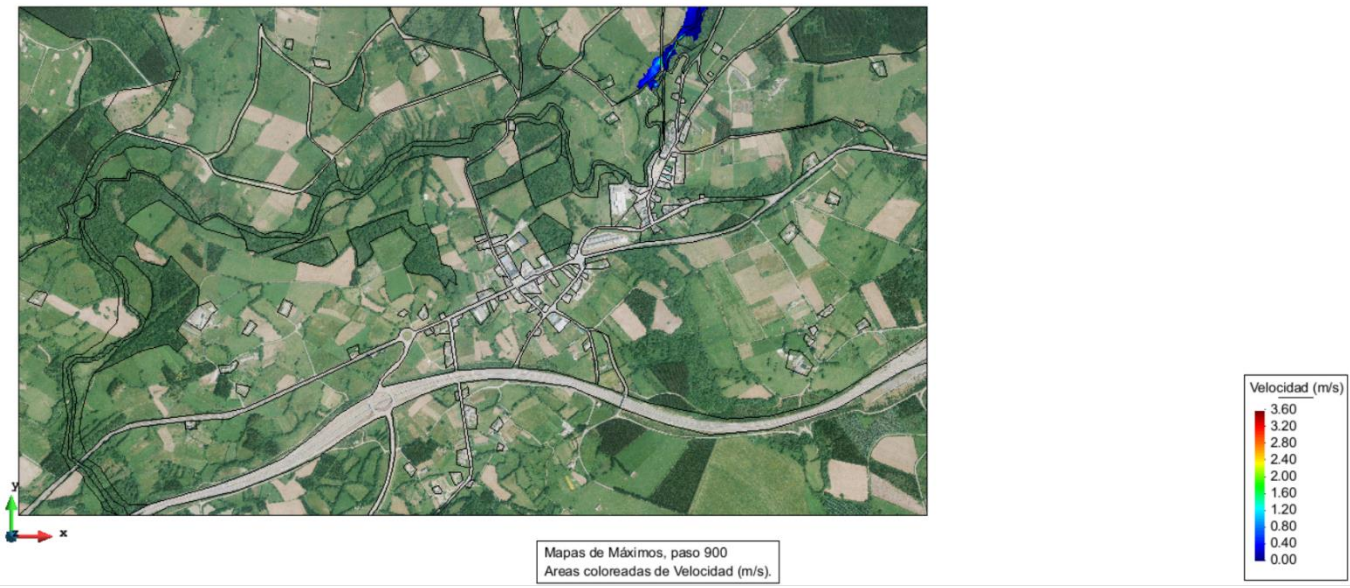 y
x
Mapas de Máximos, paso 900
Areas coloreadas de Velocidad (m/s).
Velocidad (m/s)
3.60
3.20
2.80
2.40
2.00
1.60
1.20
0.80
0.40
0.00